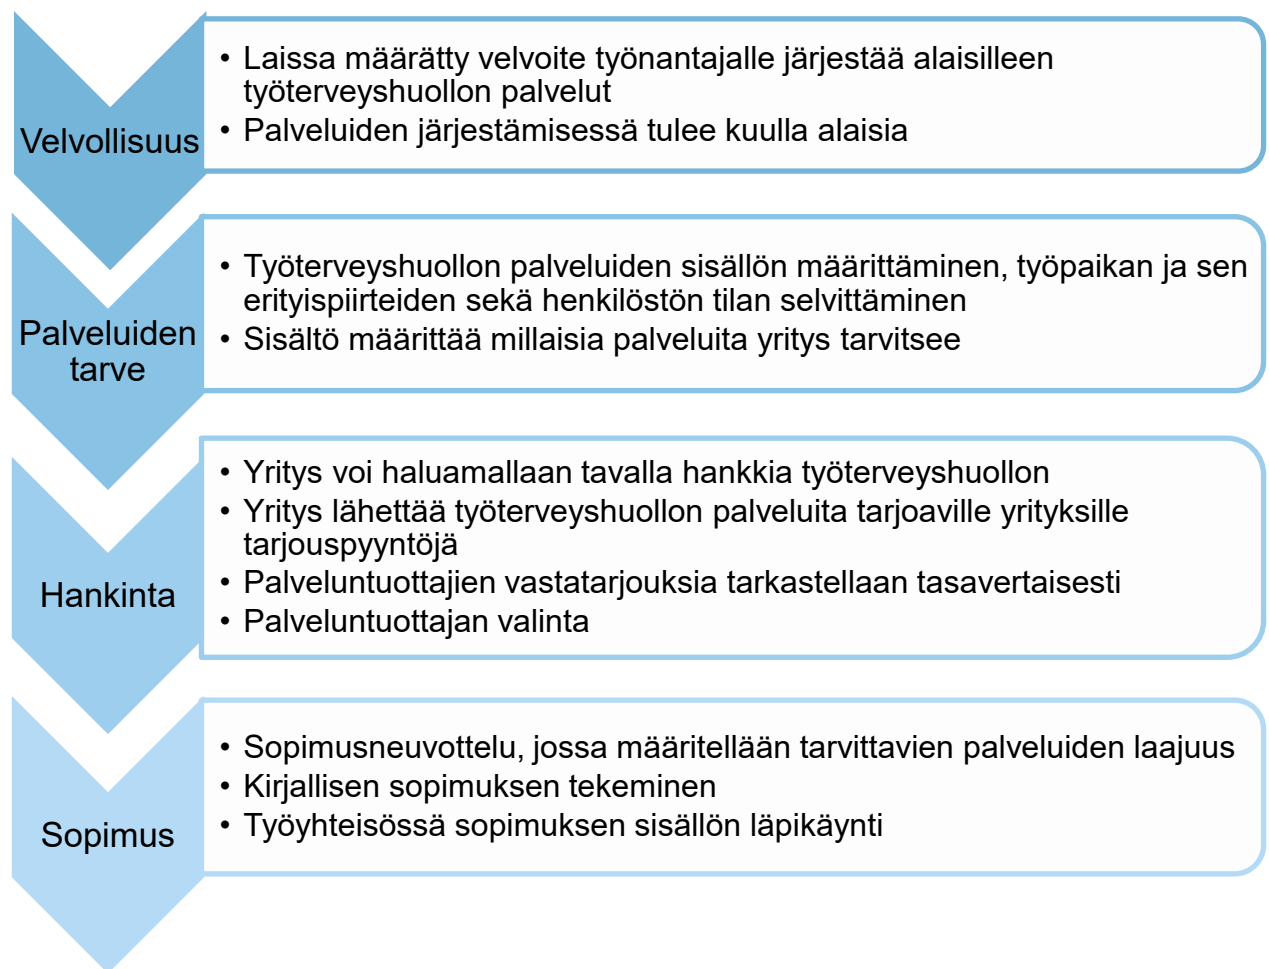 Velvollisuus
• Laissa määrätty velvoite työnantajalle järjestää alaisilleen
työterveyshuollon palvelut
• Palveluiden järjestämisessä tulee kuulla alaisia
Palveluiden
tarve
• Työterveyshuollon palveluiden sisällön määrittäminen, työpaikan ja sen
erityispiirteiden sekä henkilöstön tilan selvittäminen
• Sisältö määrittää millaisia palveluita yritys tarvitsee
Hankinta
• Yritys voi haluamallaan tavalla hankkia työterveyshuollon
• Yritys lähettää työterveyshuollon palveluita tarjoaville yrityksille
tarjouspyyntöjä
• Palveluntuottajien vastatarjouksia tarkastellaan tasavertaisesti
• Palveluntuottajan valinta
Sopimus
• Sopimusneuvottelu, jossa määritellään tarvittavien palveluiden laajuus
• Kirjallisen sopimuksen tekeminen
• Työyhteisössä sopimuksen sisällön läpikäynti